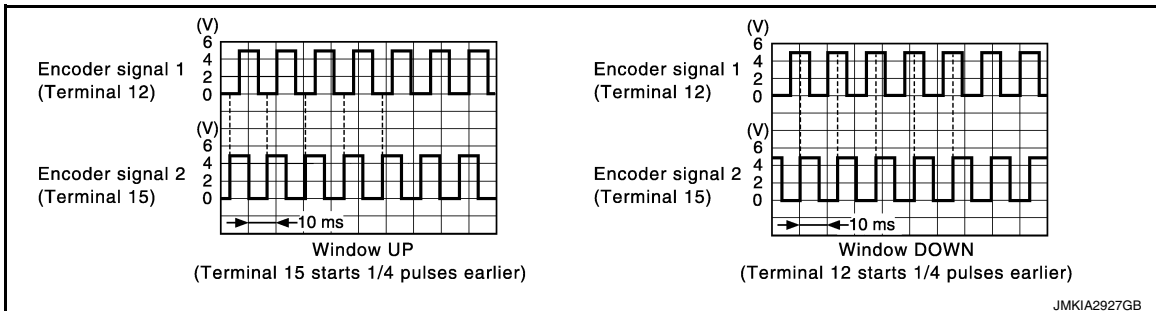 (V)
6
4
2
0
Encoder signal 1
(Terminal 12)
(V)
6
4
2
0
Encoder signal 2
(Terminal 15)
10 ms
Window UP
(Terminal 15 starts 1/4 pulses earlier)
(V)
6
4
2
0
Encoder signal 1
(Terminal 12)
(V)
6
4
2
0
Encoder signal 2
(Terminal 15)
10 ms
Window DOWN
(Terminal 12 starts 1/4 pulses earlier)
JMKIA2927GB